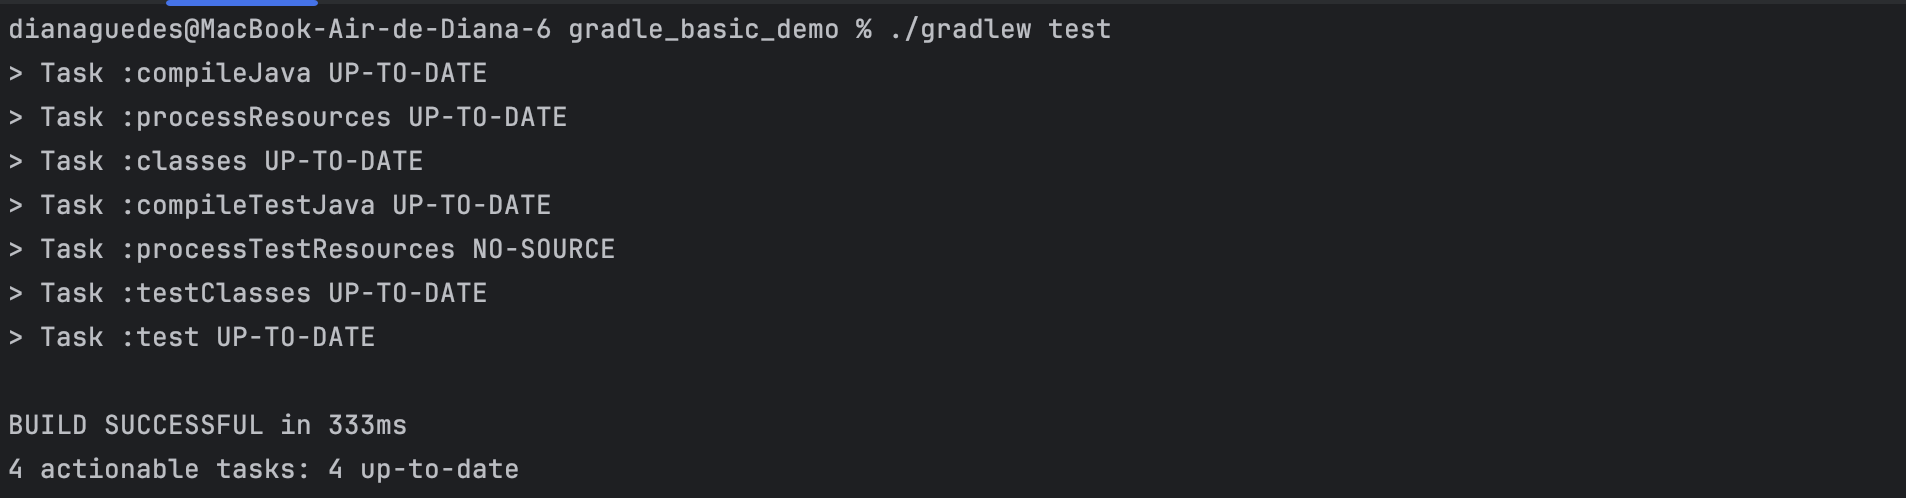 dianaguedes@MacBook-Air-de-Diana-6 gradle_basic_demo % ./gradlew test
> Task :compileJava UP-TO-DATE
> Task :processResources UP-TO-DATE
> Task :classes UP-TO-DATE
> Task :compileTestJava UP-TO-DATE
> Task :processTestResources NO-SOURCE
> Task :testClasses UP-TO-DATE
> Task :test UP-TO-DATE
BUILD SUCCESSFUL in 333ms
4 actionable tasks: 4 up-to-date